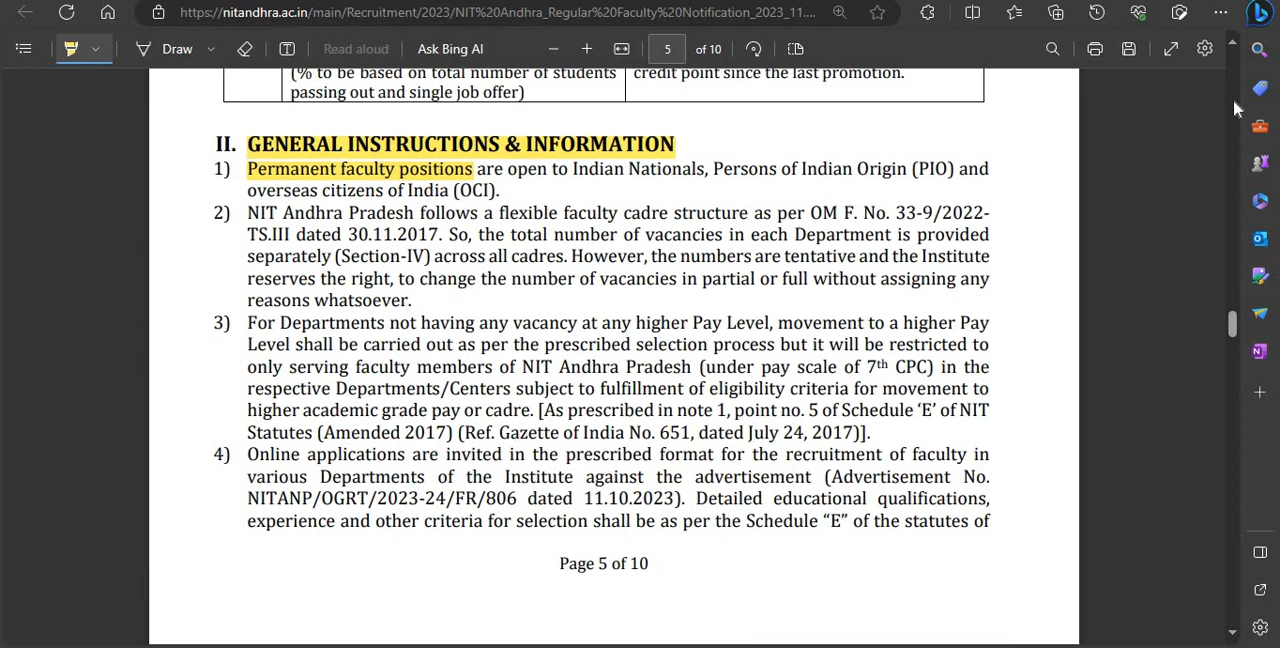 https://nitandhra.ac.in/main/Recruitment/2023/NIT%20Andhra_Regular%20Faculty%20Notification_2023_11....
Draw
Read aloud
Ask Bing AI
5 of 10
(% to be based on total number of students credit point since the last promotion.
passing out and single job offer)
II. GENERAL INSTRUCTIONS & INFORMATION
1) Permanent faculty positions are open to Indian Nationals, Persons of Indian Origin (PIO) and
overseas citizens of India (OCI).
2) NIT Andhra Pradesh follows a flexible faculty cadre structure as per OM F. No. 33-9/2022-
TS.III dated 30.11.2017. So, the total number of vacancies in each Department is provided
separately (Section-IV) across all cadres. However, the numbers are tentative and the Institute
reserves the right, to change the number of vacancies in partial or full without assigning any
reasons whatsoever.
3) For Departments not having any vacancy at any higher Pay Level, movement to a higher Pay
Level shall be carried out as per the prescribed selection process but it will be restricted to
only serving faculty members of NIT Andhra Pradesh (under pay scale of 7th CPC) in the
respective Departments/Centers subject to fulfillment of eligibility criteria for movement to
higher academic grade pay or cadre. [As prescribed in note 1, point no. 5 of Schedule ‘E’ of NIT
Statutes (Amended 2017) (Ref. Gazette of India No. 651, dated July 24, 2017)].
4) Online applications are invited in the prescribed format for the recruitment of faculty in
various Departments of the Institute against the advertisement (Advertisement No.
NITANP/OGRT/2023-24/FR/806 dated 11.10.2023). Detailed educational qualifications,
experience and other criteria for selection shall be as per the Schedule “E” of the statutes of
Page 5 of 10